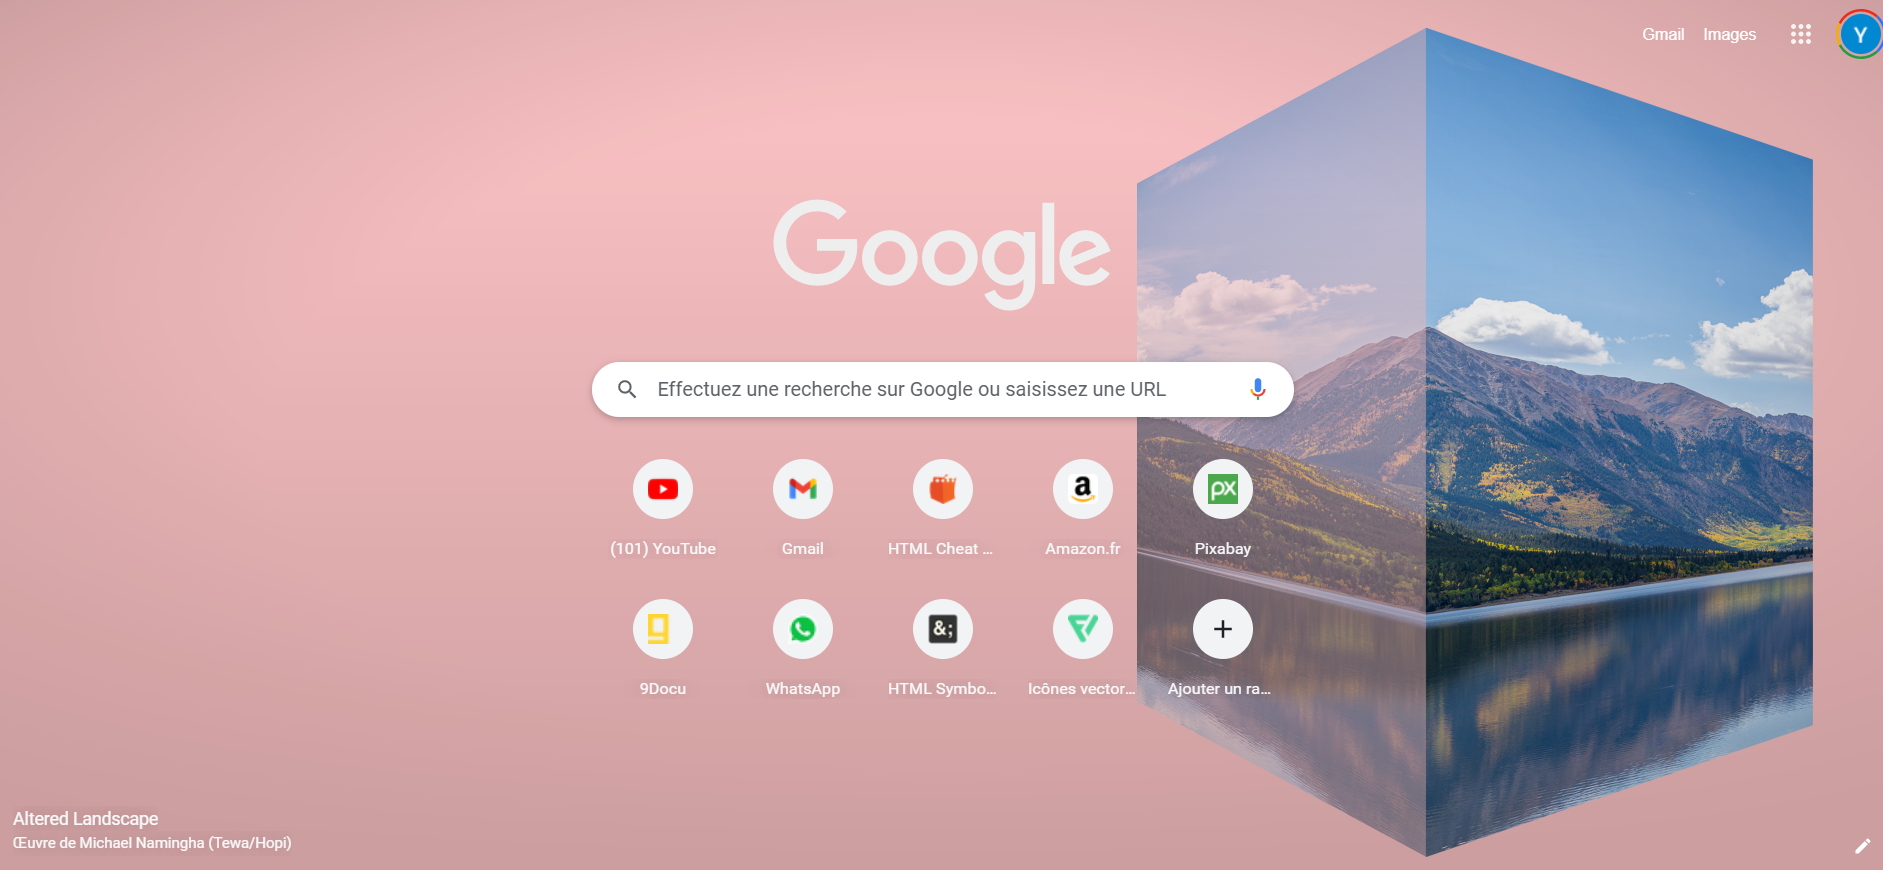 Gmail Images
Y
Google
Effectuez une recherche sur Google ou saisissez une URL
a
px
(101) YouTube
Gmail
HTML Cheat ...
Amazon.fr
Pixabay
&;
9Docu
WhatsApp
HTML Symbo...
Icônes vector...
Ajouter un ra...
Altered Landscape
Œuvre de Michael Namingha (Tewa/Hopi)